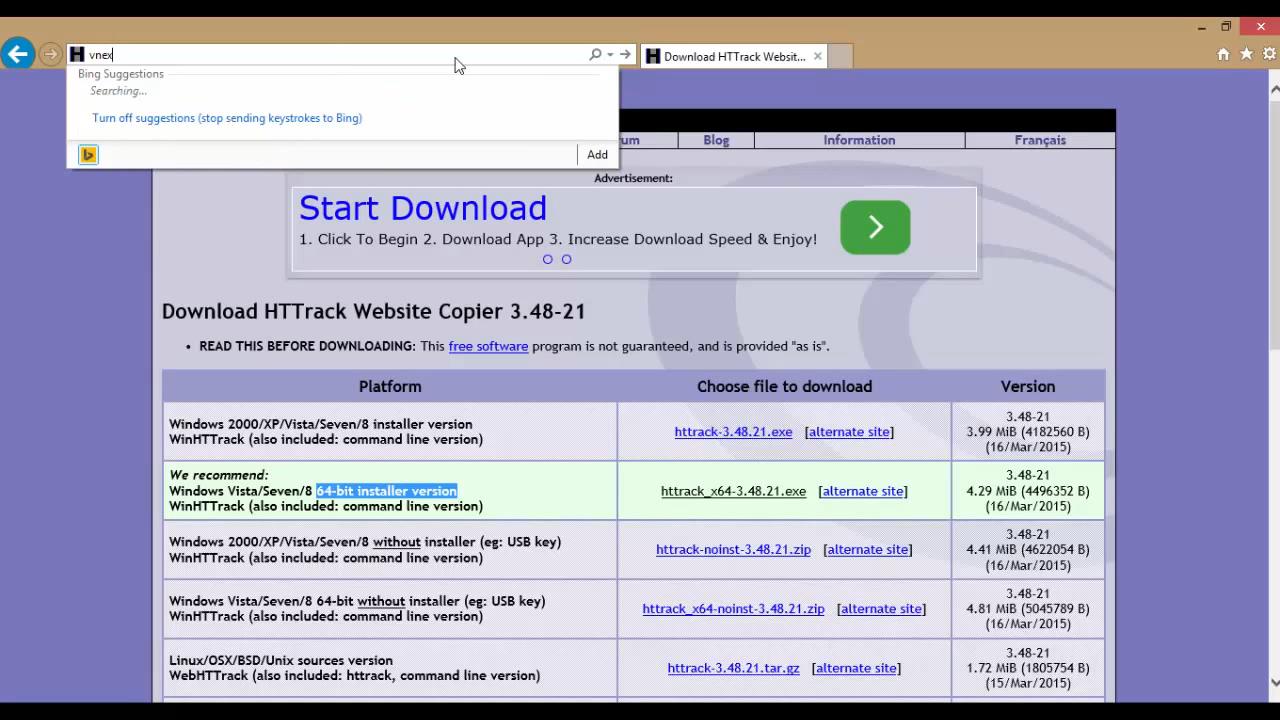 vnex
Download HTTrack Websit...
Bing Suggestions
Searching...
Turn off suggestions (stop sending keystrokes to Bing)
Add
um
Blog
Information
Français
Advertisement:
Start Download
1. Click To Begin 2. Download App 3. Increase Download Speed & Enjoy!
Download HTTrack Website Copier 3.48-21
• READ THIS BEFORE DOWNLOADING: This free software program is not guaranteed, and is provided "as is".
Platform
Choose file to download
Version
Windows 2000/XP/Vista/Seven/8 installer version
WinHTTrack (also included: command line version)
httrack-3.48.21.exe [alternate site]
3.48-21
3.99 MiB (4182560 B)
(16/Mar/2015)
We recommend:
Windows Vista/Seven/8 64-bit installer version
WinHTTrack (also included: command line version)
httrack_x64-3.48.21.exe [alternate site]
3.48-21
4.29 MiB (4496352 B)
(16/Mar/2015)
Windows 2000/XP/Vista/Seven/8 without installer (eg: USB key)
WinHTTrack (also included: command line version)
httrack-noinst-3.48.21.zip [alternate site]
3.48-21
4.41 MiB (4622054 B)
(16/Mar/2015)
Windows Vista/Seven/8 64-bit without installer (eg: USB key)
WinHTTrack (also included: command line version)
httrack_x64-noinst-3.48.21.zip [alternate site]
3.48-21
4.81 MiB (5045789 B)
(16/Mar/2015)
Linux/OSX/BSD/Unix sources version
WebHTTrack (also included: httrack, command line version)
httrack-3.48.21.tar.gz [alternate site]
3.48-21
1.72 MiB (1805754 B)
(15/Mar/2015)